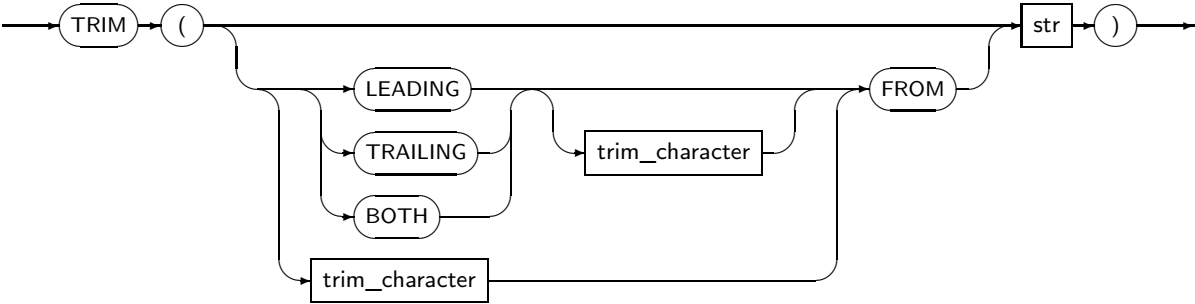 TRIM ( str )
LEADING FROM
TRAILING trim_character
BOTH
trim_character